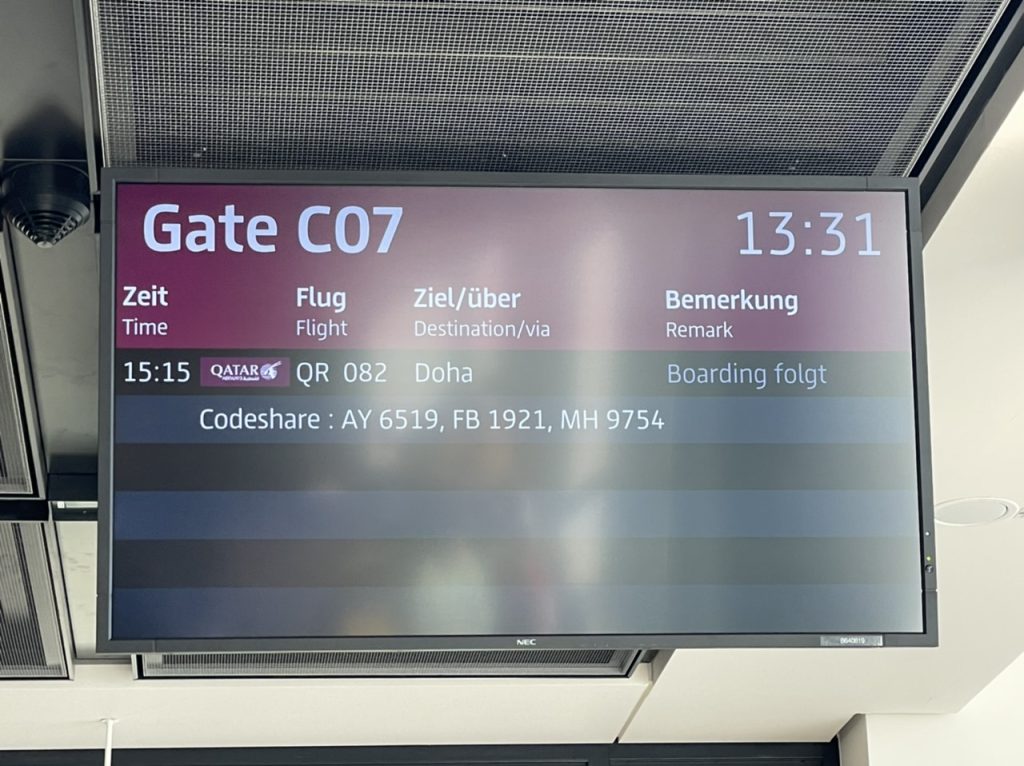 Gate C07 13:31
Zeit Flug Ziel/über Bemerkung
Time Flight Destination/via Remark
15:15 QATAR QR 082 Doha Boarding folgt
Codeshare : AY 6519, FB 1921, MH 9754
NEC